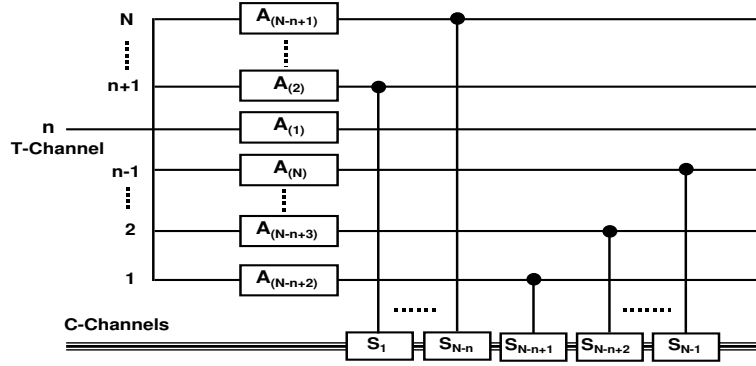 N A(N-n+1)
n+1 A(2)
n A(1)
T-Channel
n-1 A(N)
2 A(N-n+3)
1 A(N-n+2)
C-Channels
S1 SN-n SN-n+1 SN-n+2 SN-1